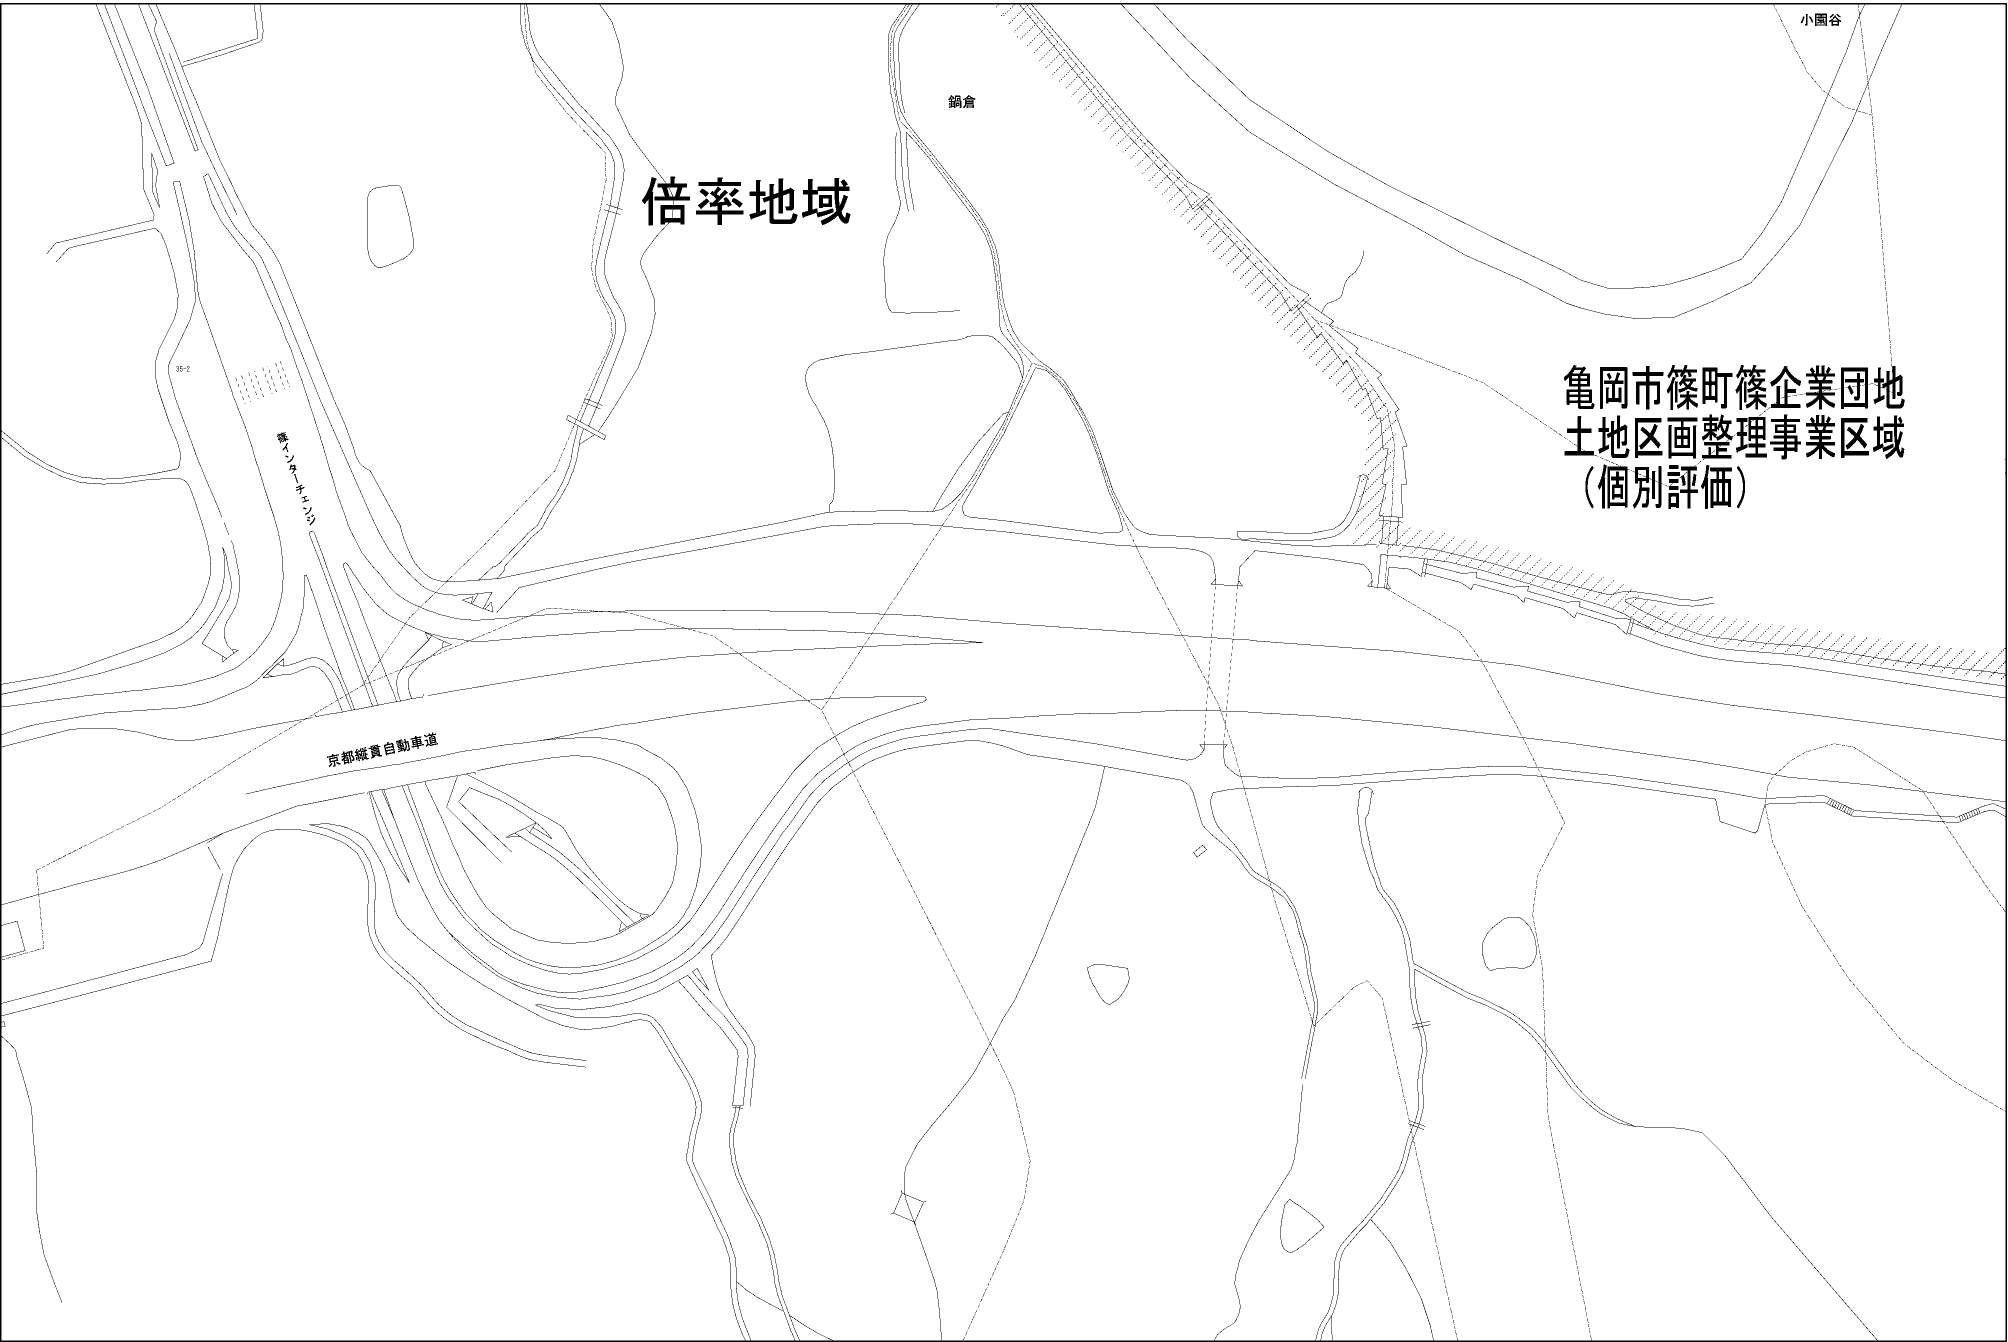 小園谷
鍋倉
倍率地域
35-2
亀岡市篠町篠企業団地
土地区画整理事業区域
（個別評価）
篠インターチェンジ
京都縦貫自動車道